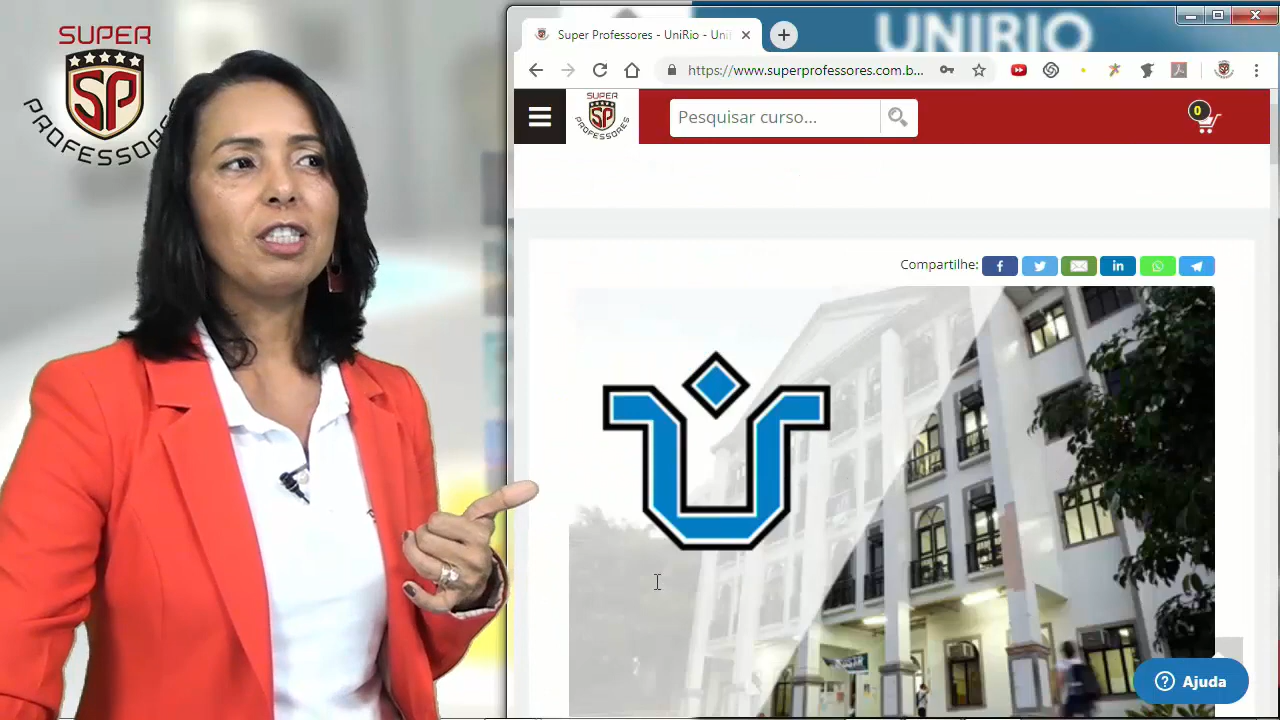 SUPER
SP
PROFESSORES
UNIRIO
Super Professores - UniRio - Uni
https://www.superprofessores.com.b...
SUPER
SP
PROFESSORES
Pesquisar curso...
0
Compartilhe:
Ajuda